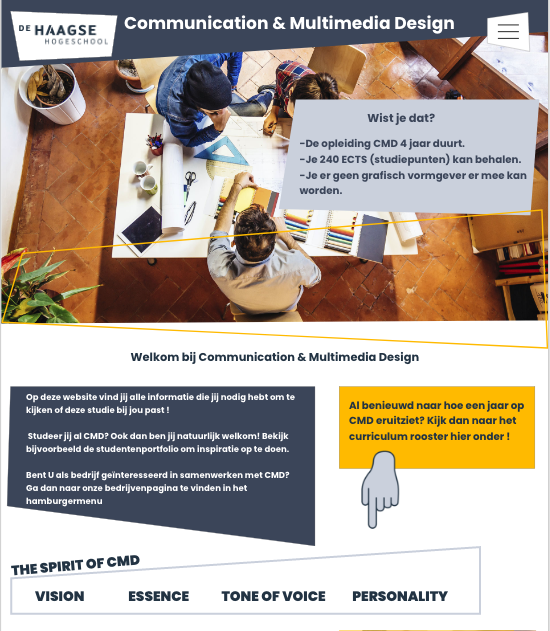 DE HAAGSE
HOGESCHOOL
Communication & Multimedia Design
Wist je dat?
-De opleiding CMD 4 jaar duurt.
-Je 240 ECTS (studiepunten) kan behalen.
-Je er geen grafisch vormgever er mee kan
worden.
Welkom bij Communication & Multimedia Design
Op deze website vind jij alle informatie die jij nodig hebt om te
kijken of deze studie bij jou past !
Studeer jij al CMD? Ook dan ben jij natuurlijk welkom! Bekijk
bijvoorbeeld de studentenportfolio om inspiratie op te doen.
Bent U als bedrijf geïnteresseerd in samenwerken met CMD?
Ga dan naar onze bedrijvenpagina te vinden in het
hamburgermenu
Al benieuwd naar hoe een jaar op
CMD eruitziet? Kijk dan naar het
curriculum rooster hier onder !
THE SPIRIT OF CMD
VISION ESSENCE TONE OF VOICE PERSONALITY